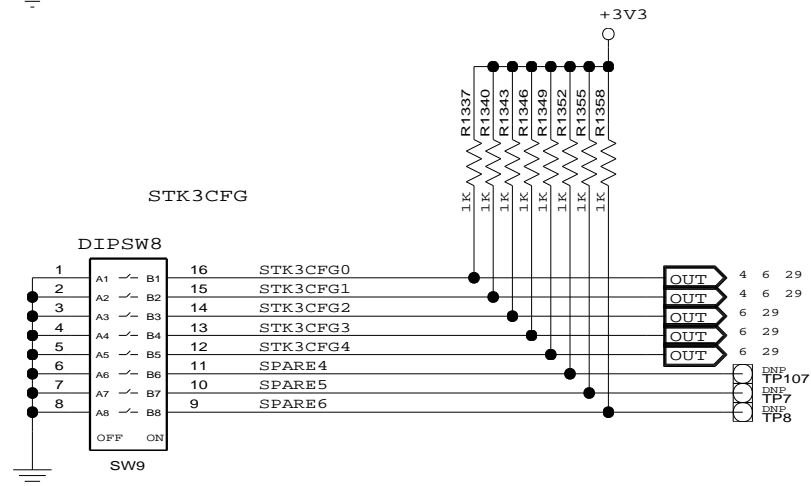 +3V3
R1337
R1340
R1343
R1346
R1349
R1352
R1355
R1358
1K 1K 1K 1K 1K 1K 1K 1K
STK3CFG
DIPSW8
1 A1 B1 16 STK3CFG0 OUT 4 6 29
2 A2 B2 15 STK3CFG1 OUT 4 6 29
3 A3 B3 14 STK3CFG2 OUT 6 29
4 A4 B4 13 STK3CFG3 OUT 6 29
5 A5 B5 12 STK3CFG4 OUT 6 29
6 A6 B6 11 SPARE4 DNP TP107
7 A7 B7 10 SPARE5 DNP TP7
8 A8 B8 9 SPARE6 DNP TP8
OFF ON
SW9